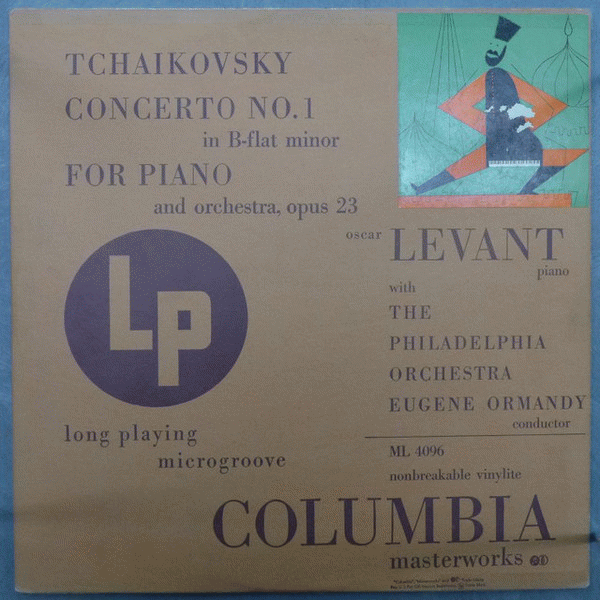 TCHAIKOVSKY
CONCERTO NO. 1
in B-flat minor
FOR PIANO
and orchestra, opus 23
oscar LEVANT
piano
with
THE
PHILADELPHIA
ORCHESTRA
EUGENE ORMANDY
conductor
LP
long playing
microgroove
ML 4096
nonbreakable vinylite
COLUMBIA
masterworks